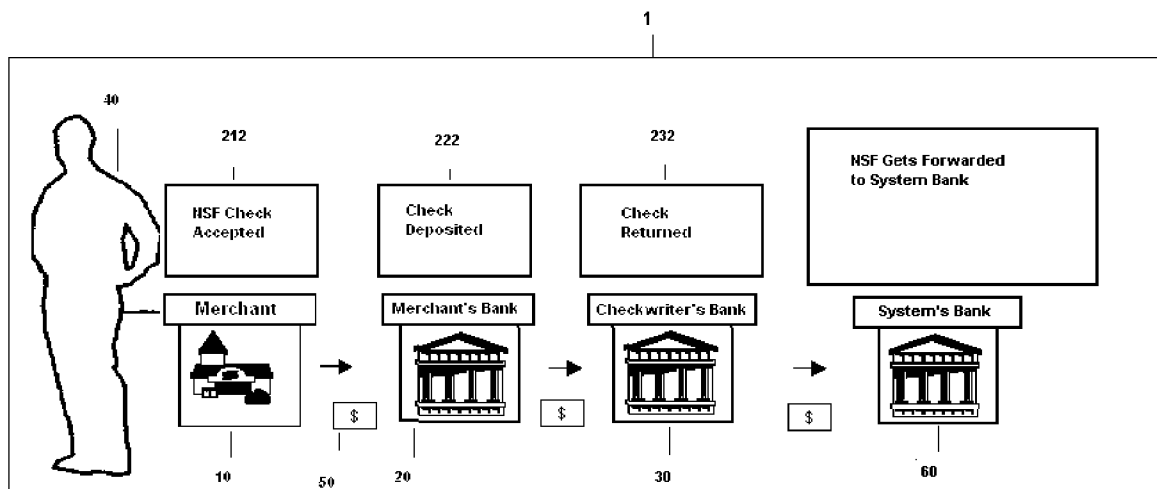 1
40
212
222
232
NSF Gets Forwarded
to System Bank
NSF Check
Accepted
Check
Deposited
Check
Returned
Merchant
Merchant's Bank
Checkwriter's Bank
System's Bank
$
$
$
10
50
20
30
60